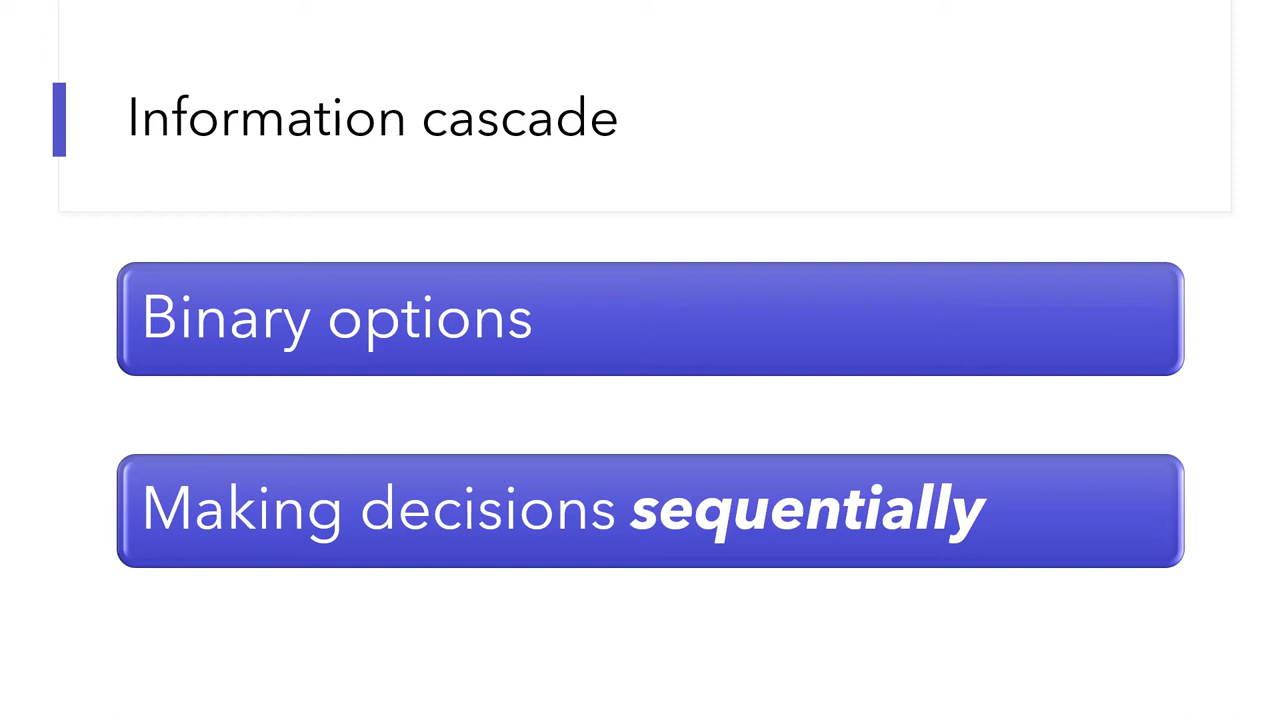 Information cascade
Binary options
Making decisions sequentially